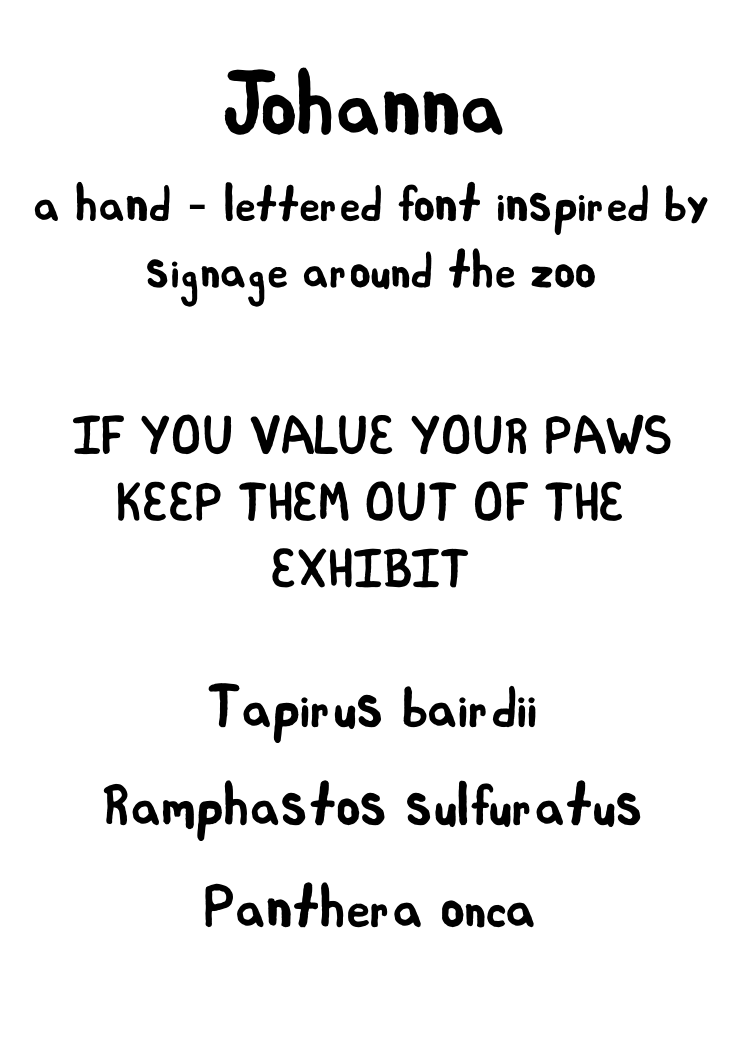 Johanna
a hand - lettered font inspired by
signage around the zoo
IF YOU VALUE YOUR PAWS
KEEP THEM OUT OF THE
EXHIBIT
Tapirus bairdii
Ramphastos sulfuratus
Panthera onca